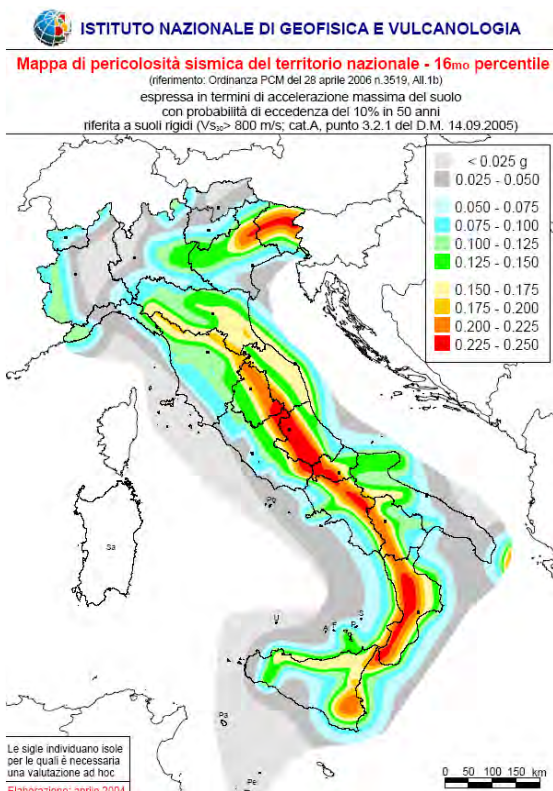 ISTITUTO NAZIONALE DI GEOFISICA E VULCANOLOGIA
Mappa di pericolosità sismica del territorio nazionale - 16mo percentile
(riferimento: Ordinanza PCM del 28 aprile 2006 n.3519, All.1b)
espressa in termini di accelerazione massima del suolo
con probabilità di eccedenza del 10% in 50 anni
riferita a suoli rigidi (Vs30> 800 m/s; cat.A, punto 3.2.1 del D.M. 14.09.2005)
< 0.025 g
0.025 - 0.050
0.050 - 0.075
0.075 - 0.100
0.100 - 0.125
0.125 - 0.150
0.150 - 0.175
0.175 - 0.200
0.200 - 0.225
0.225 - 0.250
Sa
U
S
Pa
Pe
Le sigle individuano isole
per le quali è necessaria
una valutazione ad hoc
Elaborazione: aprile 2004
0 50 100 150 km